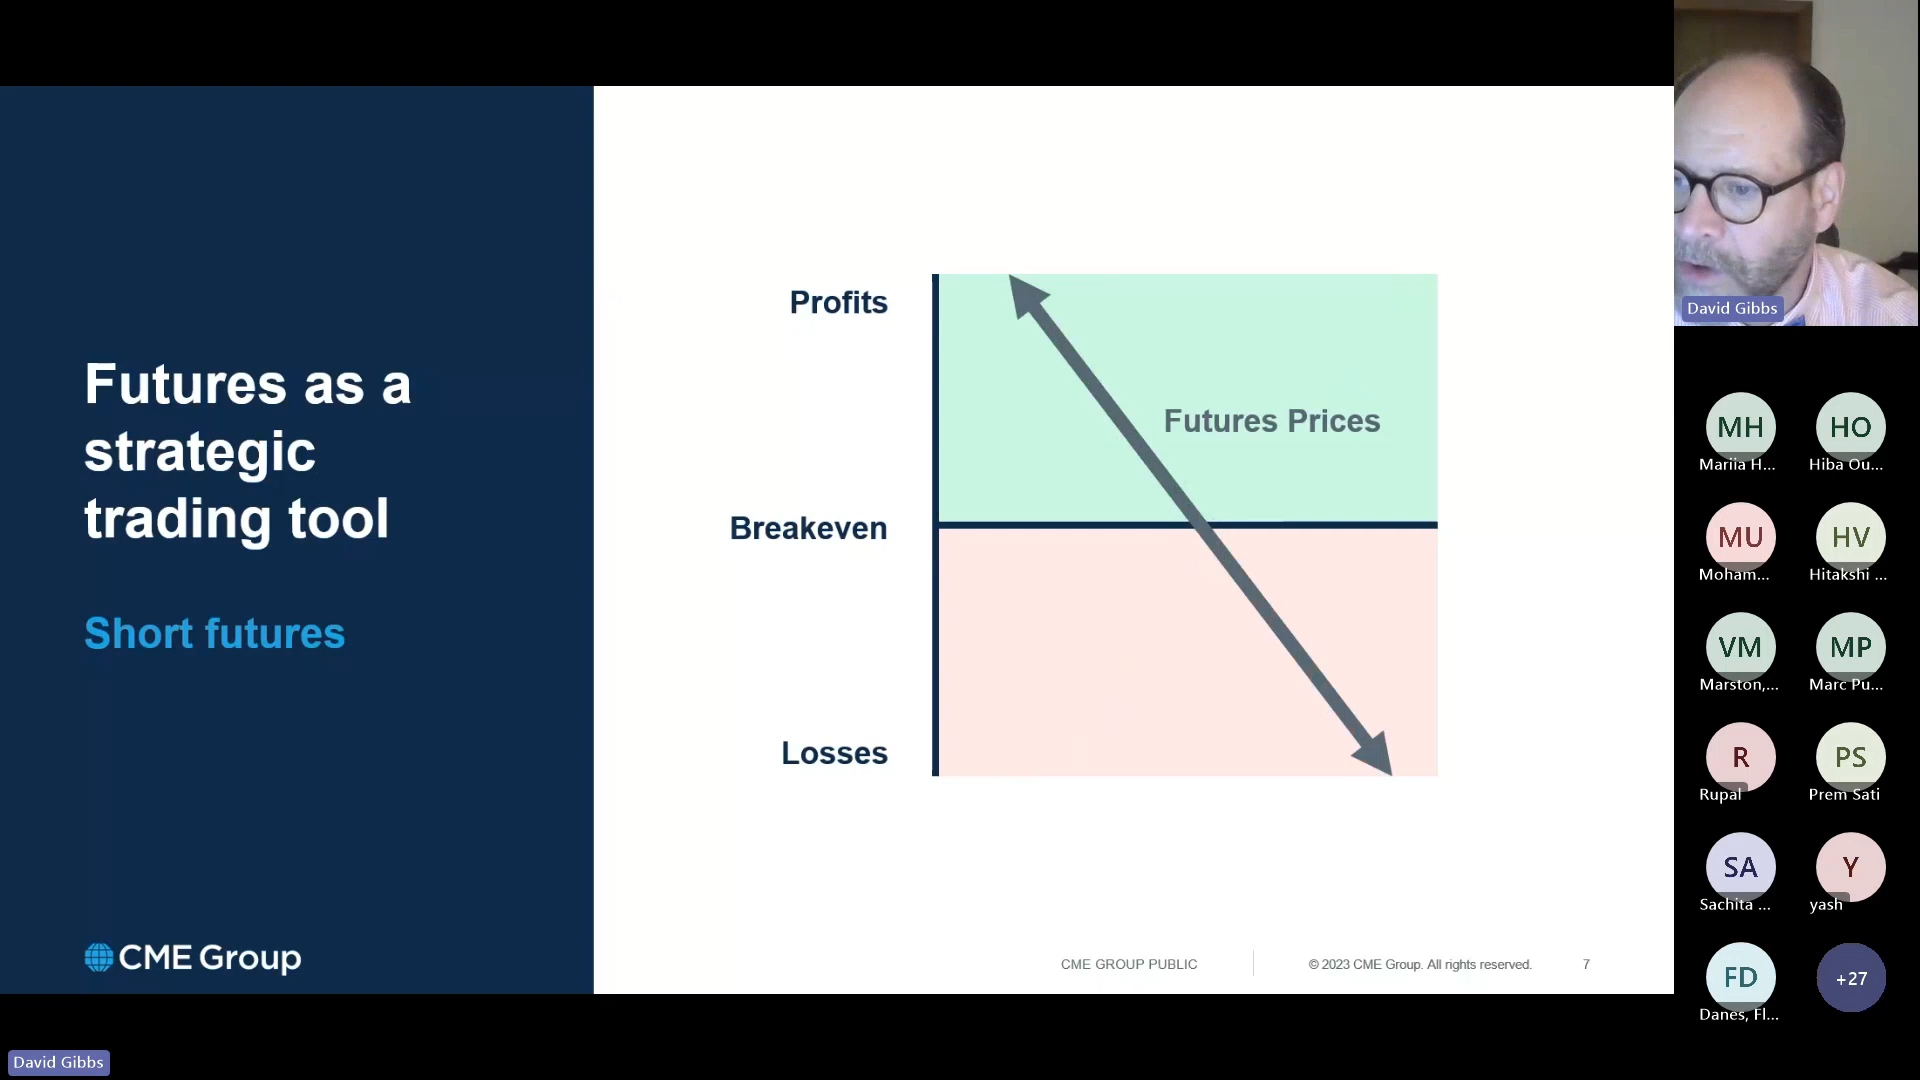 Futures as a
strategic
trading tool
Short futures
CME Group
Profits
Breakeven
Losses
Futures Prices
CME GROUP PUBLIC
© 2023 CME Group. All rights reserved.
7
David Gibbs
MH
Mariia H...
HO
Hiba Ou...
MU
Moham...
HV
Hitakshi ...
VM
Marston,...
MP
Marc Pu...
R
Rupal
PS
Prem Sati
SA
Sachita ...
Y
yash
FD
Danes, Fl...
+27
David Gibbs